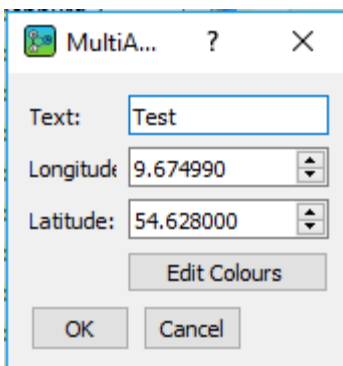 MultiA... ?
Text: Test
Longitude 9.674990
Latitude: 54.628000
Edit Colours
OK Cancel